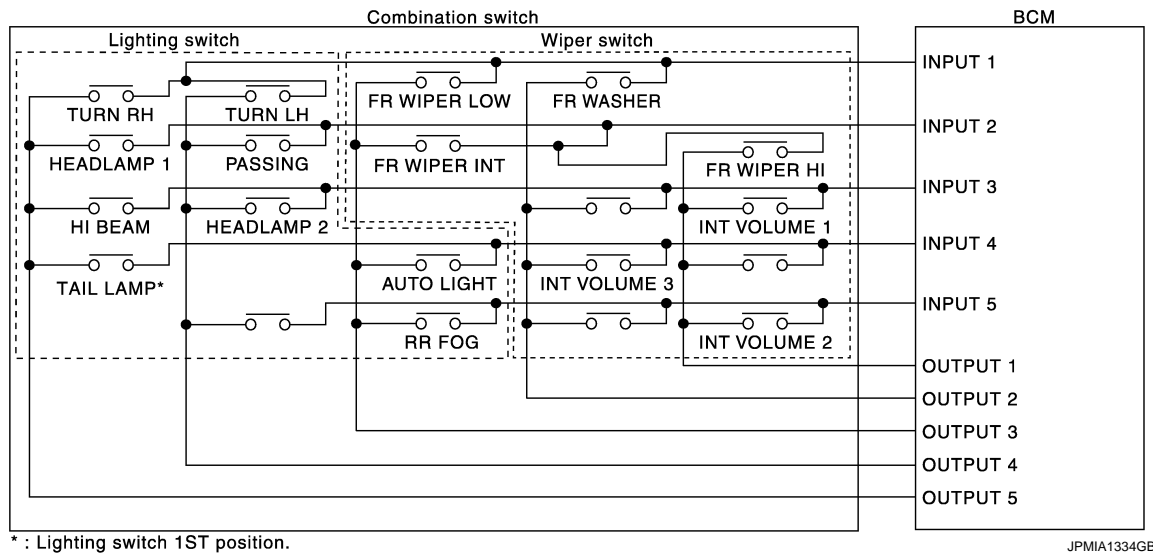 Combination switch
BCM
Lighting switch
Wiper switch
INPUT 1
TURN RH
TURN LH
FR WIPER LOW
FR WASHER
INPUT 2
HEADLAMP 1
PASSING
FR WIPER INT
FR WIPER HI
INPUT 3
HI BEAM
HEADLAMP 2
INT VOLUME 1
INPUT 4
TAIL LAMP*
AUTO LIGHT
INT VOLUME 3
INPUT 5
RR FOG
INT VOLUME 2
OUTPUT 1
OUTPUT 2
OUTPUT 3
OUTPUT 4
OUTPUT 5
* : Lighting switch 1ST position.
JPMIA1334GB